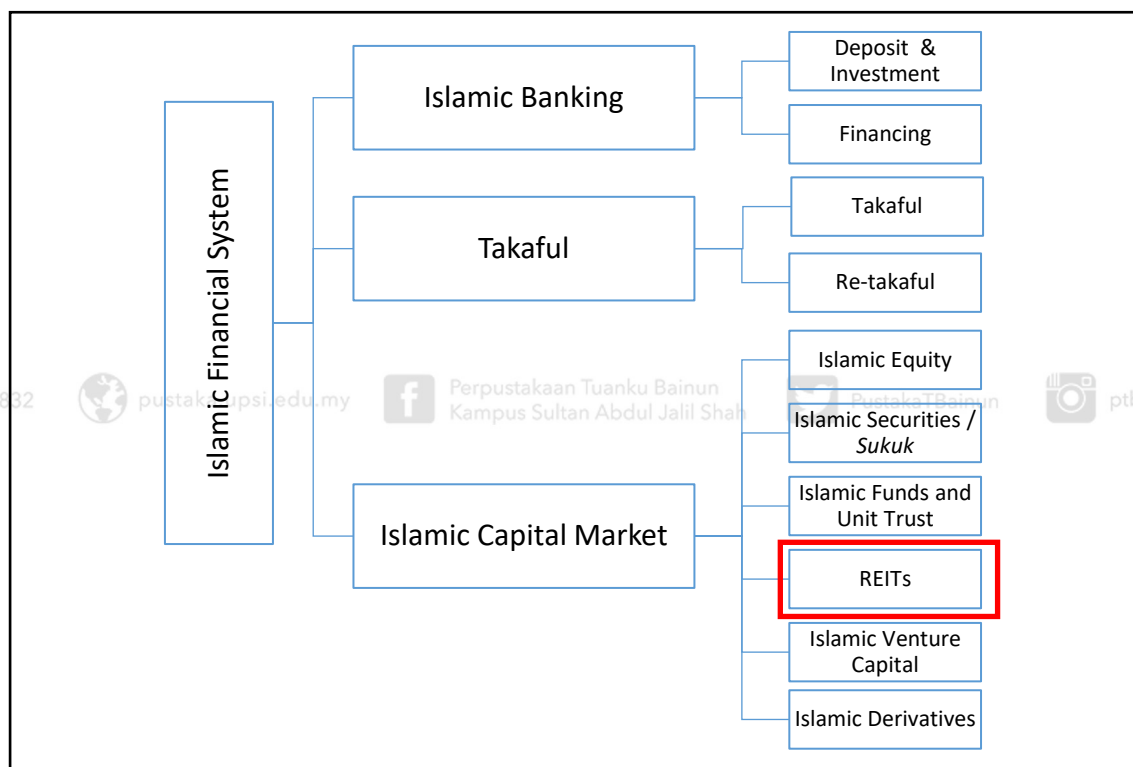 Islamic Financial System
Islamic Banking
Deposit &
Investment
Financing
Takaful
Takaful
Re-takaful
Islamic Capital Market
Islamic Equity
Islamic Securities /
Sukuk
Islamic Funds and
Unit Trust
REITs
Islamic Venture
Capital
Islamic Derivatives
832
pustaka.upsi.edu.my
Perpustakaan Tuanku Bainun
Kampus Sultan Abdul Jalil Shah
PustakaTBainun
ptb